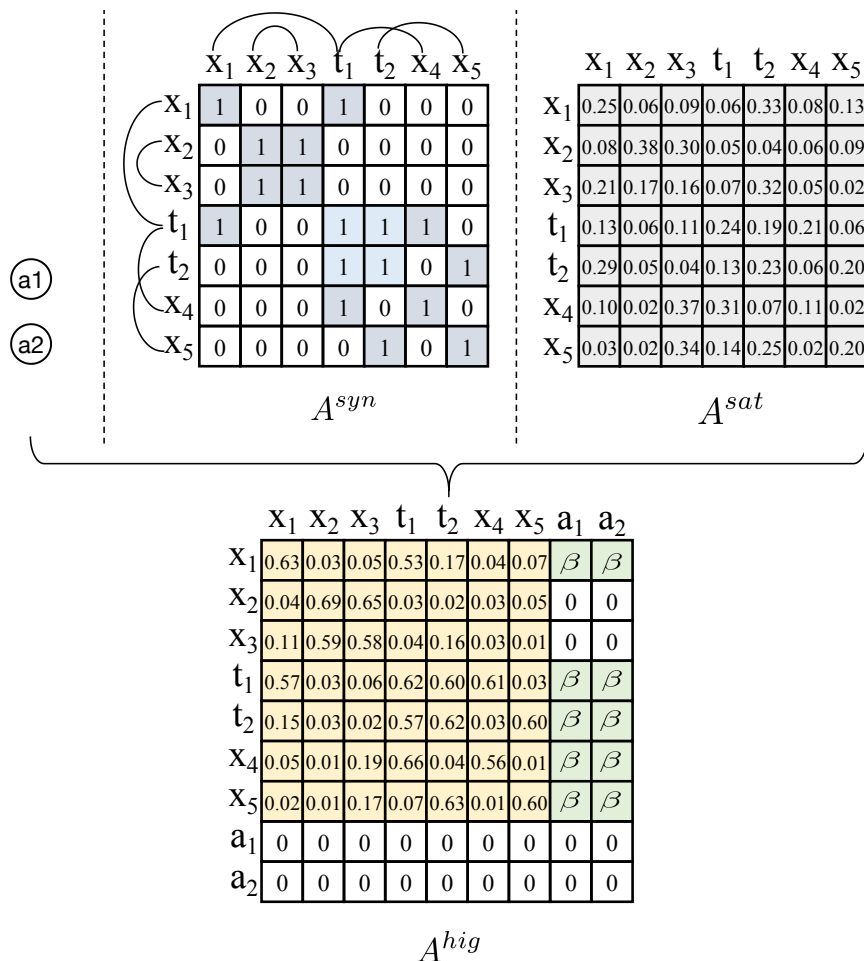 x1 x2 x3 t1 t2 x4 x5
x1 1 0 0 1 0 0 0
x2 0 1 1 0 0 0 0
x3 0 1 1 0 0 0 0
t1 1 0 0 1 1 1 0
t2 0 0 0 1 1 0 1
x4 0 0 0 1 0 1 0
x5 0 0 0 0 1 0 1
A^syn
a1
a2
x1 x2 x3 t1 t2 x4 x5
x1 0.25 0.06 0.09 0.06 0.33 0.08 0.13
x2 0.08 0.38 0.30 0.05 0.04 0.06 0.09
x3 0.21 0.17 0.16 0.07 0.32 0.05 0.02
t1 0.13 0.06 0.11 0.24 0.19 0.21 0.06
t2 0.29 0.05 0.04 0.13 0.23 0.06 0.20
x4 0.10 0.02 0.37 0.31 0.07 0.11 0.02
x5 0.03 0.02 0.34 0.14 0.25 0.02 0.20
A^sat
x1 x2 x3 t1 t2 x4 x5 a1 a2
x1 0.63 0.03 0.05 0.53 0.17 0.04 0.07 β β
x2 0.04 0.69 0.65 0.03 0.02 0.03 0.05 0 0
x3 0.11 0.59 0.58 0.04 0.16 0.03 0.01 0 0
t1 0.57 0.03 0.06 0.62 0.60 0.61 0.03 β β
t2 0.15 0.03 0.02 0.57 0.62 0.03 0.60 β β
x4 0.05 0.01 0.19 0.66 0.04 0.56 0.01 β β
x5 0.02 0.01 0.17 0.07 0.63 0.01 0.60 β β
a1 0 0 0 0 0 0 0 0 0
a2 0 0 0 0 0 0 0 0 0
A^hig